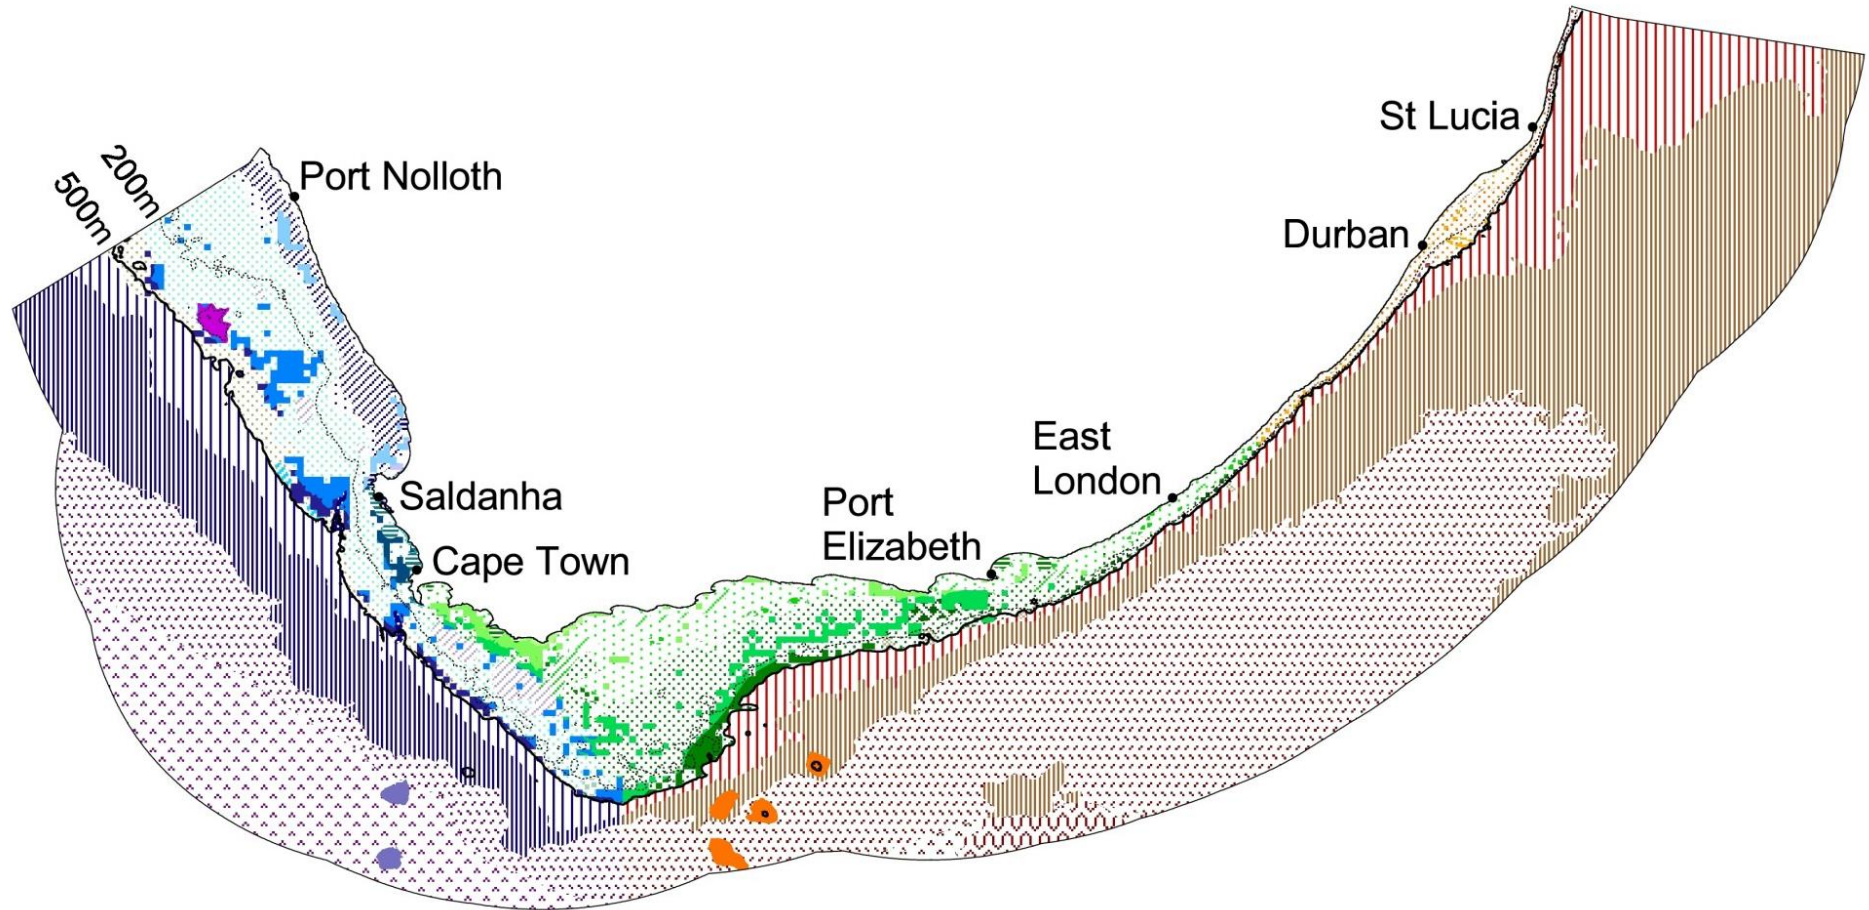 St Lucia
200m
500m
Port Nolloth
Durban
East
London
Port
Elizabeth
Saldanha
Cape Town